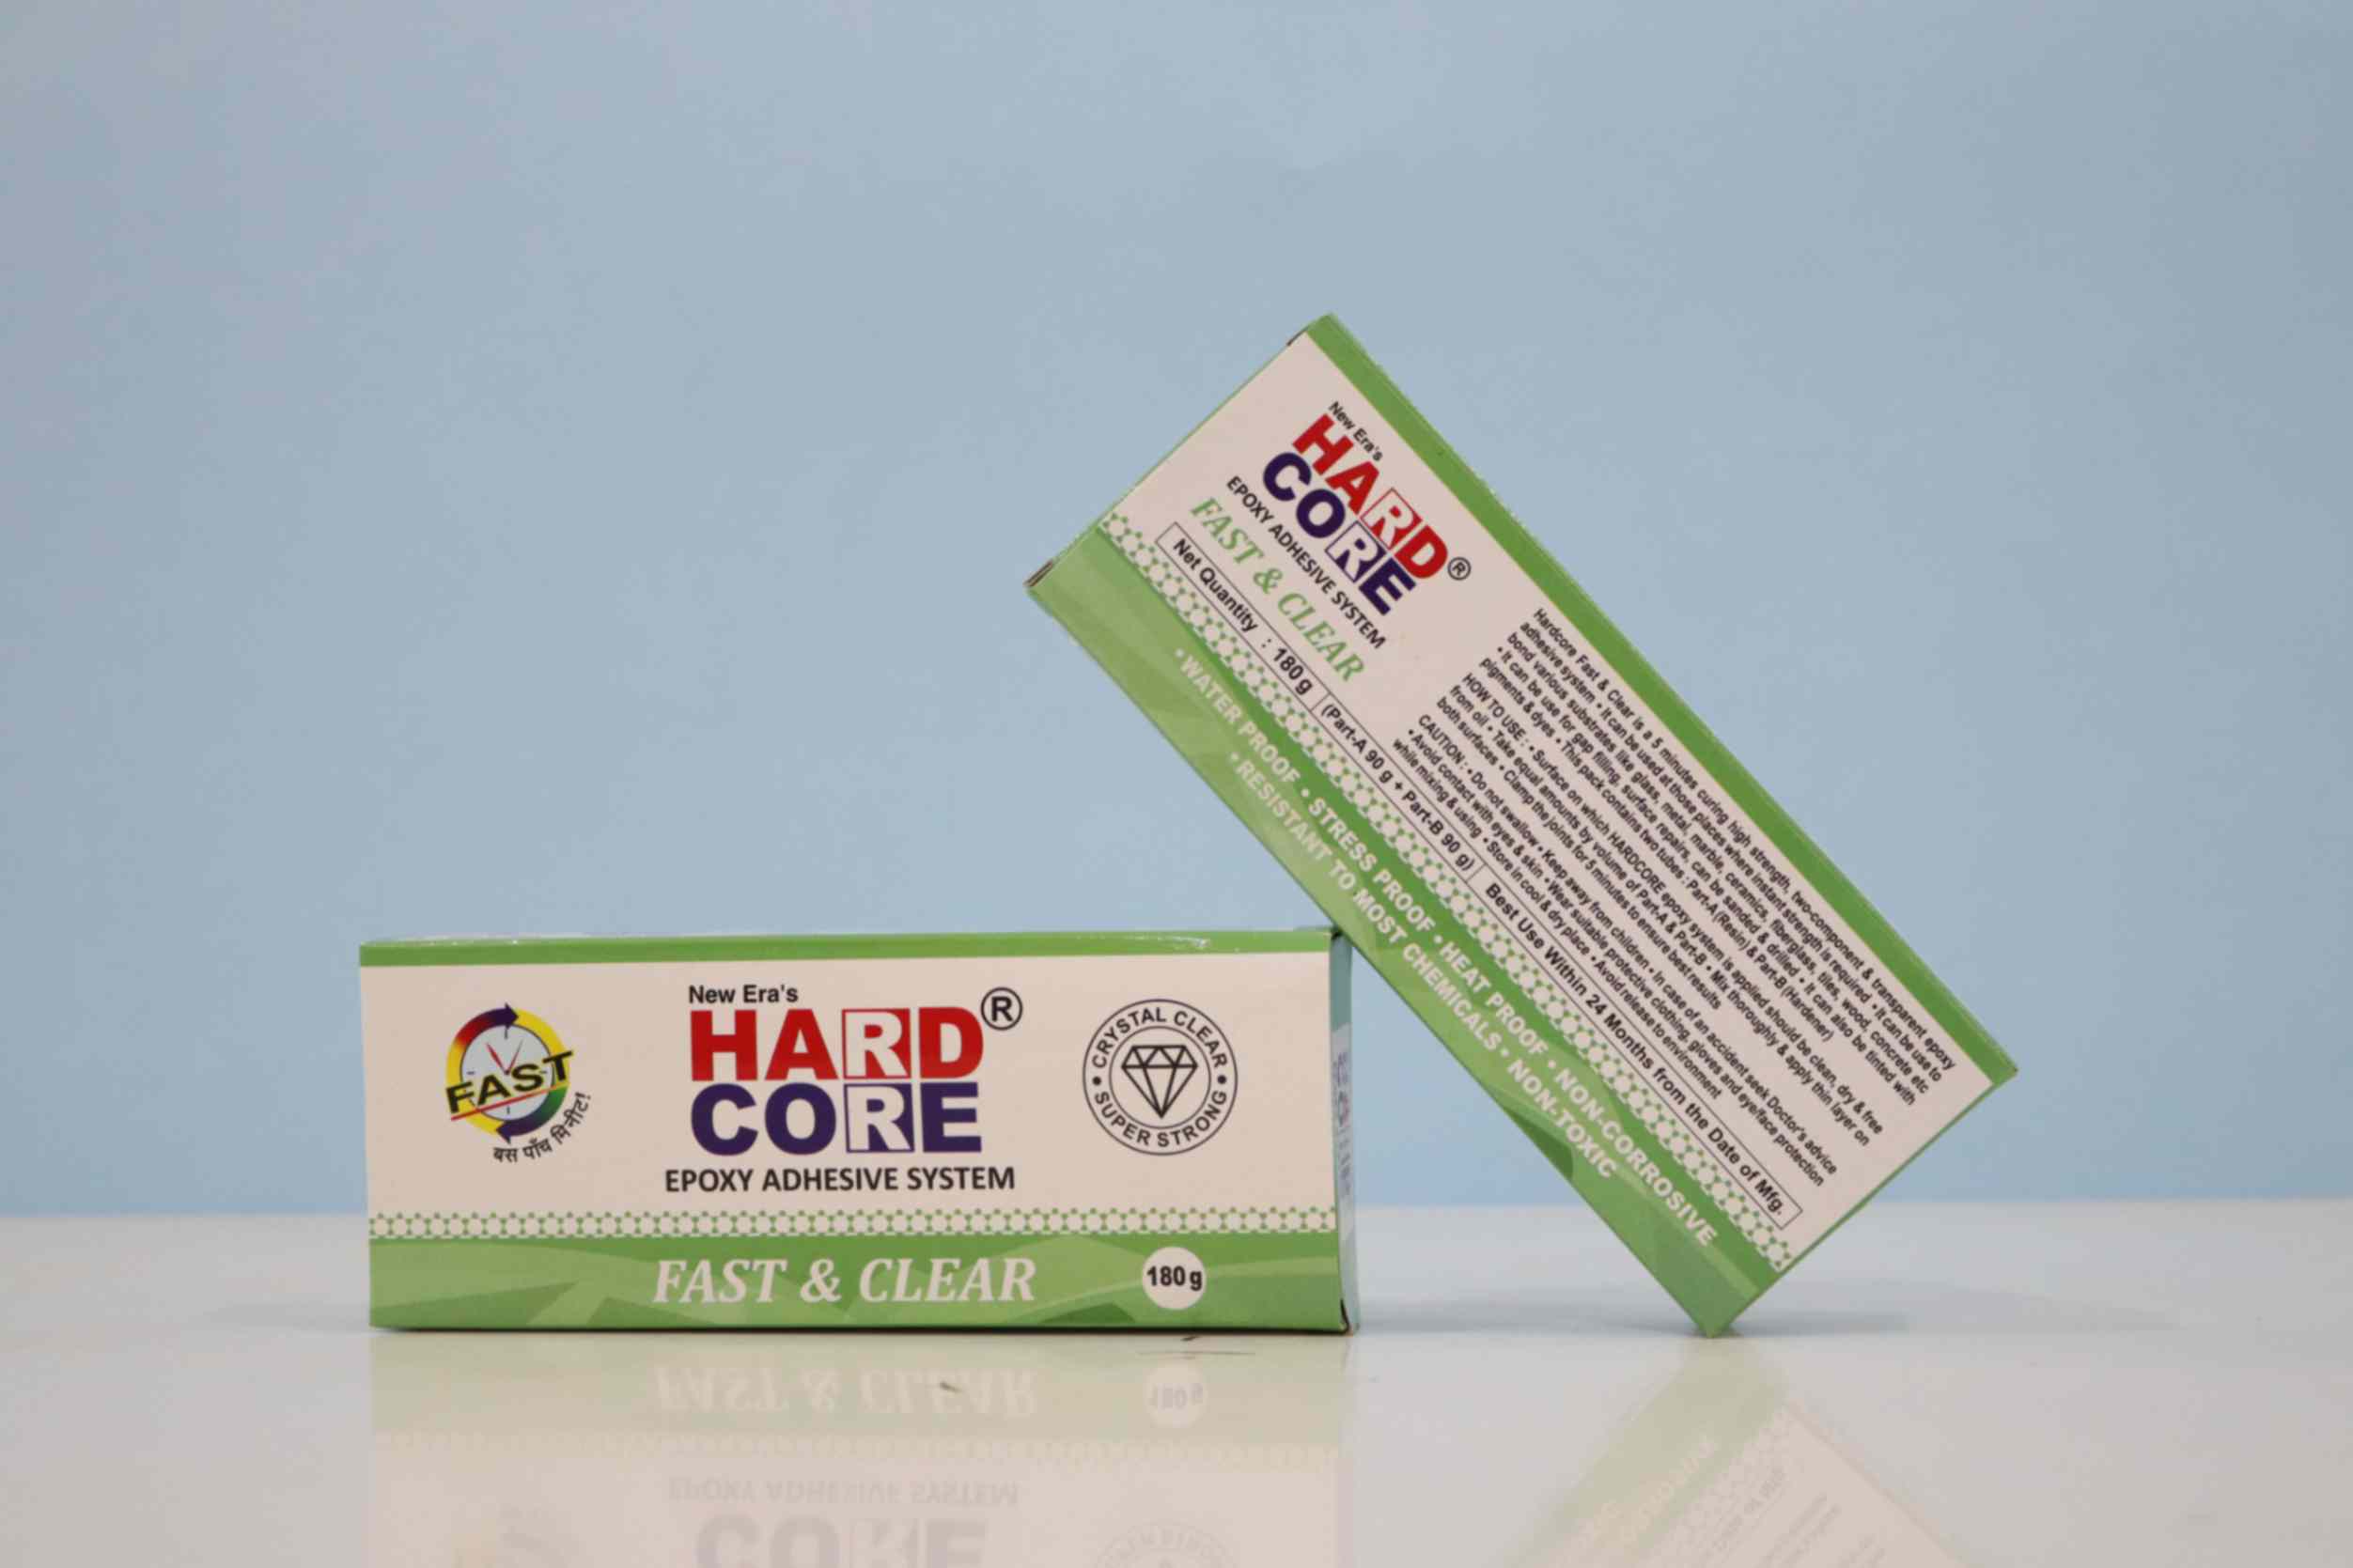 FAST
बस पाँच मिनीट!
New Era's
HARD®
CORE
EPOXY ADHESIVE SYSTEM
• CRYSTAL CLEAR •
SUPER STRONG
FAST & CLEAR
180 g
New Era's
HARD®
CORE
EPOXY ADHESIVE SYSTEM
FAST & CLEAR
Hardcore Fast & Clear is a 5 minutes curing high strength, two-component & transparent epoxy
adhesive system • It can be used at those places where instant strength is required • It can be use to
bond various substrates like glass, metal, marble, ceramics, fiberglass, tiles, wood, concrete etc
• It can be use for gap filling, surface repairs, can be sanded & drilled • It can also be tinted with
pigments & dyes • This pack contains two tubes : Part-A (Resin) & Part-B (Hardener)
HOW TO USE : • Surface on which HARDCORE epoxy system is applied should be clean, dry & free
from oil • Take equal amounts by volume of Part-A & Part-B • Mix thoroughly & apply thin layer on
both surfaces • Clamp the joints for 5 minutes to ensure best results
CAUTION : • Do not swallow • Keep away from children • In case of an accident seek Doctor's advice
• Avoid contact with eyes & skin • Wear suitable protective clothing, gloves and eye/face protection
while mixing & using • Store in cool & dry place • Avoid release to environment
Net Quantity : 180 g (Part-A 90 g + Part-B 90 g) Best Use Within 24 Months from the Date of Mfg.
• WATER PROOF • STRESS PROOF • HEAT PROOF • NON-CORROSIVE
• RESISTANT TO MOST CHEMICALS • NON-TOXIC